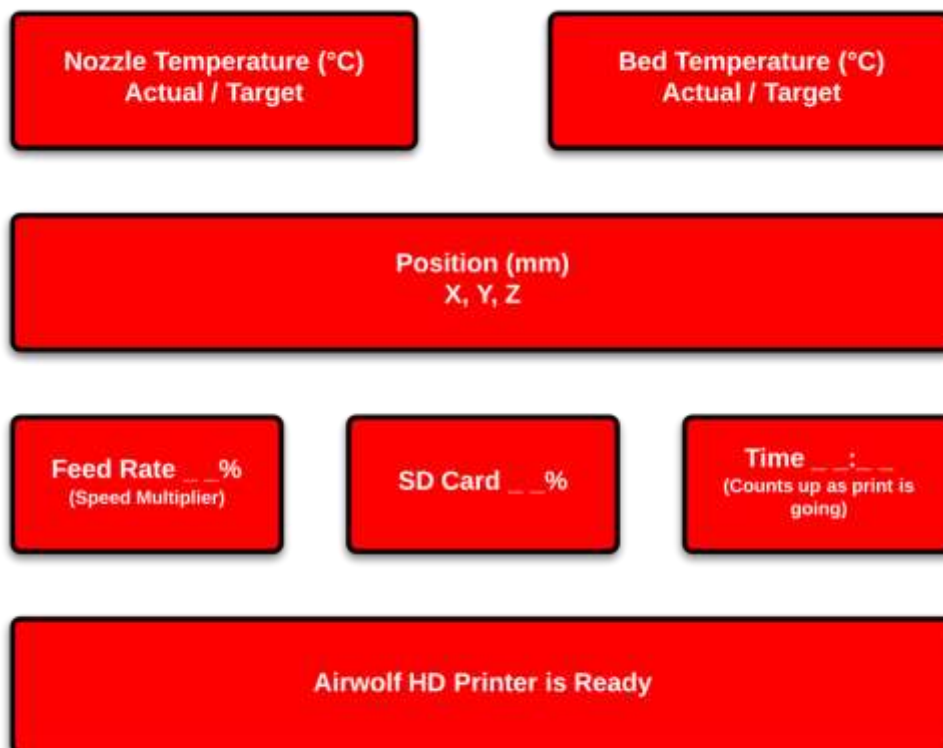 Nozzle Temperature (°C)
Actual / Target
Bed Temperature (°C)
Actual / Target
Position (mm)
X, Y, Z
Feed Rate _ _%
(Speed Multiplier)
SD Card _ _%
Time _ _:_ _
(Counts up as print is
going)
Airwolf HD Printer is Ready